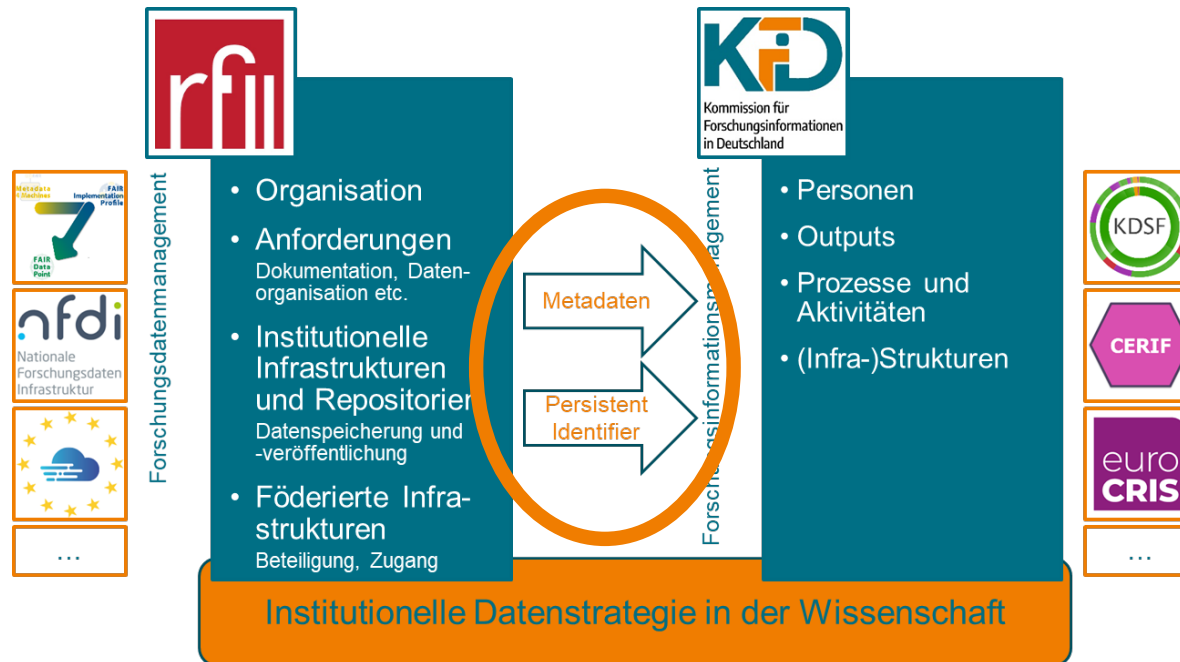 rfii
KFiD
Kommission für
Forschungsinformationen
in Deutschland
Metadata
4 Machines
FAIR
Implementation
Profile
FAIR
Data
Point
nfdi
Nationale
Forschungsdaten
Infrastruktur
…
Forschungsdatenmanagement
• Organisation
• Anforderungen
Dokumentation, Daten-
organisation etc.
• Institutionelle
Infrastrukturen
und Repositorien
Datenspeicherung und
-veröffentlichung
• Föderierte Infra-
strukturen
Beteiligung, Zugang
Metadaten
Persistent
Identifier
Forschungsinformationsmanagement
• Personen
• Outputs
• Prozesse und
Aktivitäten
• (Infra-)Strukturen
KDSF
CERIF
euro
CRIS
…
Institutionelle Datenstrategie in der Wissenschaft